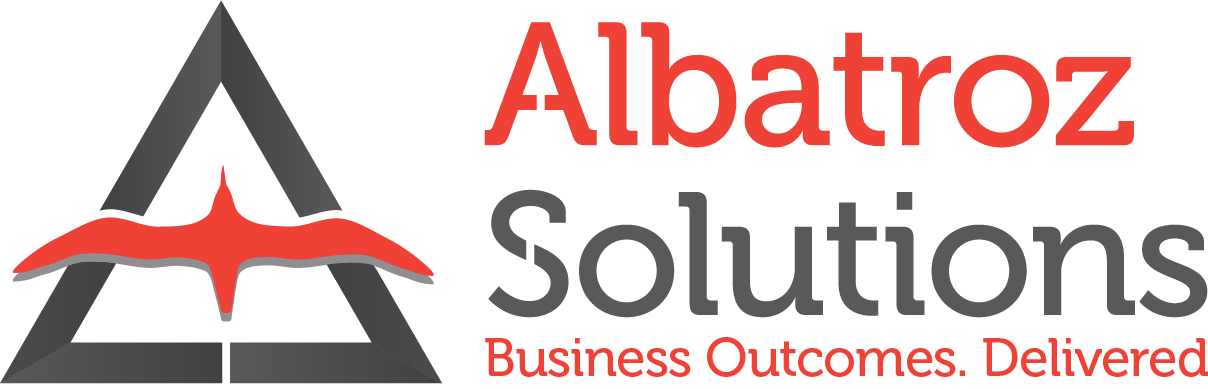 Albatroz
Solutions
Business Outcomes. Delivered